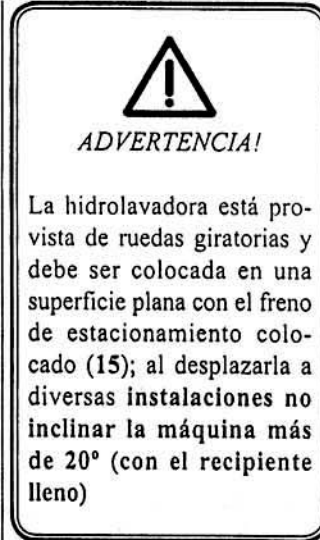 ADVERTENCIA!
La hidrolavadora está pro-
vista de ruedas giratorias y
debe ser colocada en una
superficie plana con el freno
de estacionamiento colo-
cado (15); al desplazarla a
diversas instalaciones no
inclinar la máquina más
de 20º (con el recipiente
lleno)